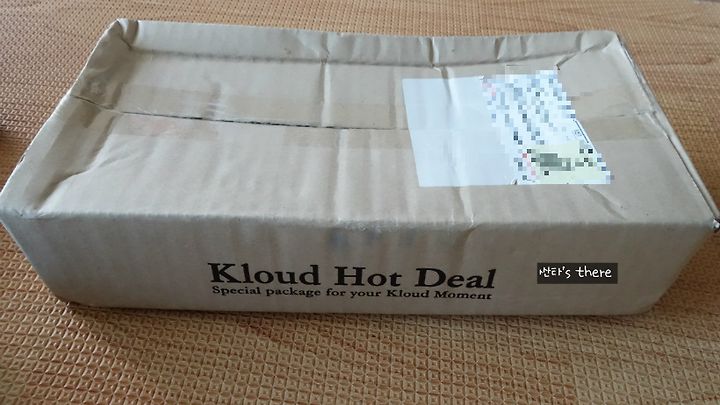 Kloud Hot Deal
Special package for your Kloud Moment
산타's there